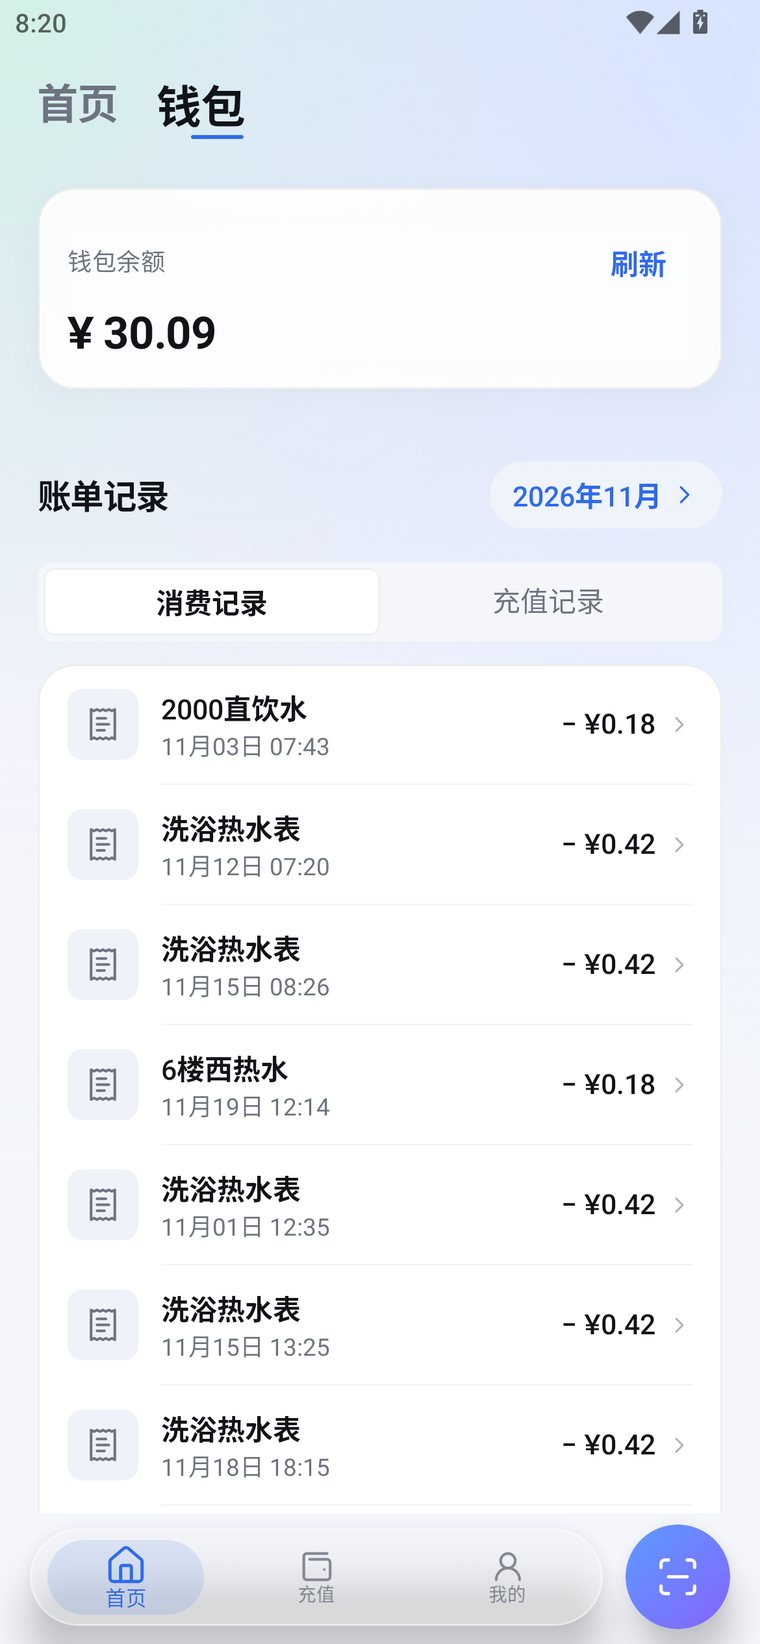 8:20
首页 钱包
钱包余额 刷新
¥ 30.09
账单记录 2026年11月
消费记录 充值记录
2000直饮水
11月03日 07:43
- ¥0.18
洗浴热水表
11月12日 07:20
- ¥0.42
洗浴热水表
11月15日 08:26
- ¥0.42
6楼西热水
11月19日 12:14
- ¥0.18
洗浴热水表
11月01日 12:35
- ¥0.42
洗浴热水表
11月15日 13:25
- ¥0.42
洗浴热水表
11月18日 18:15
- ¥0.42
首页 充值 我的